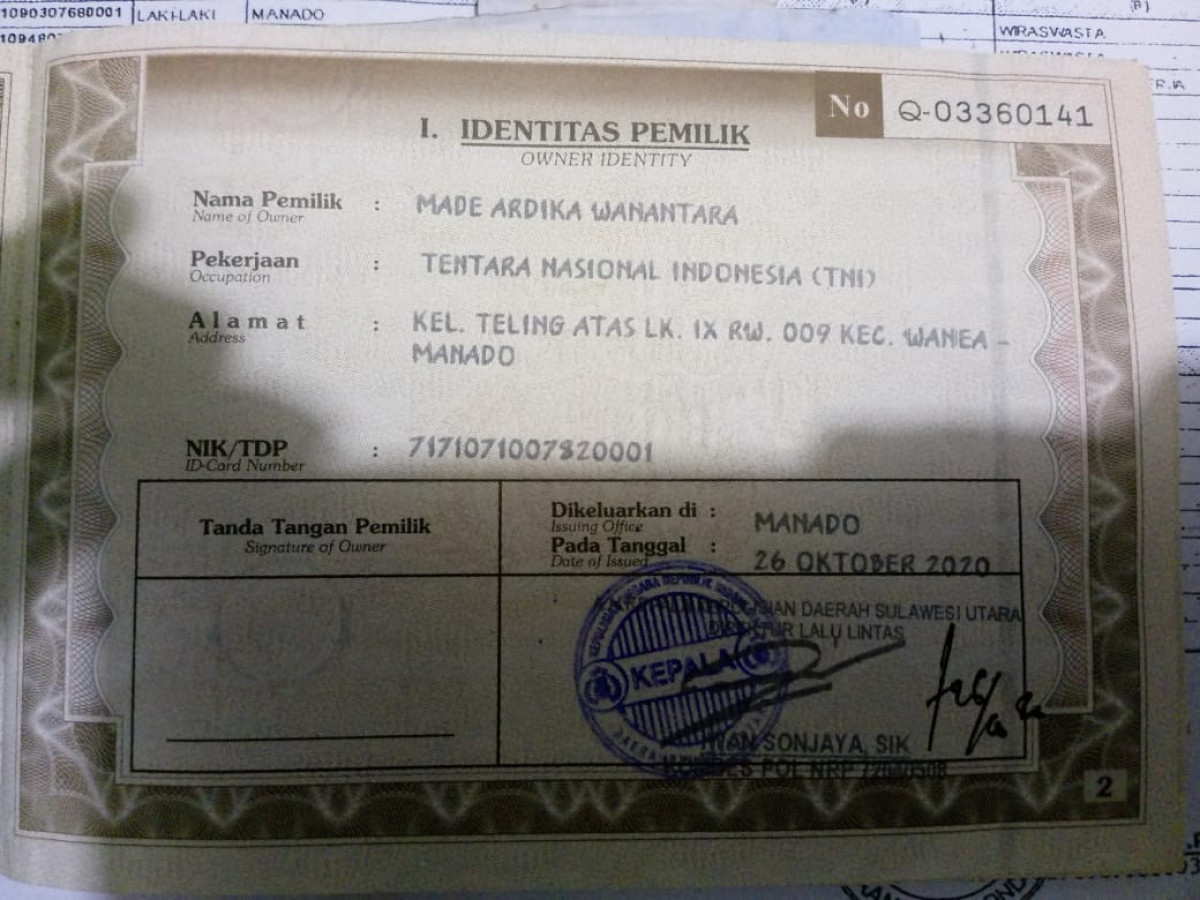 1090307680001 LAKI-LAKI MANADO
WIRASWASTA
No Q-03360141
I. IDENTITAS PEMILIK
OWNER IDENTITY
Nama Pemilik : MADE ARDIKA WANANTARA
Name of Owner
Pekerjaan : TENTARA NASIONAL INDONESIA (TNI)
Occupation
Alamat : KEL. TELING ATAS LK. IX RW. 009 KEC. WANEA -
Address
MANADO
NIK/TDP : 7171071007820001
ID-Card Number
Tanda Tangan Pemilik
Signature of Owner
Dikeluarkan di : MANADO
Issuing Office
Pada Tanggal : 26 OKTOBER 2020
Date of Issued
DAERAH SULAWESI UTARA
LALU LINTAS
KEPALA
IWAN SONJAYA, SIK
POL NRP
2